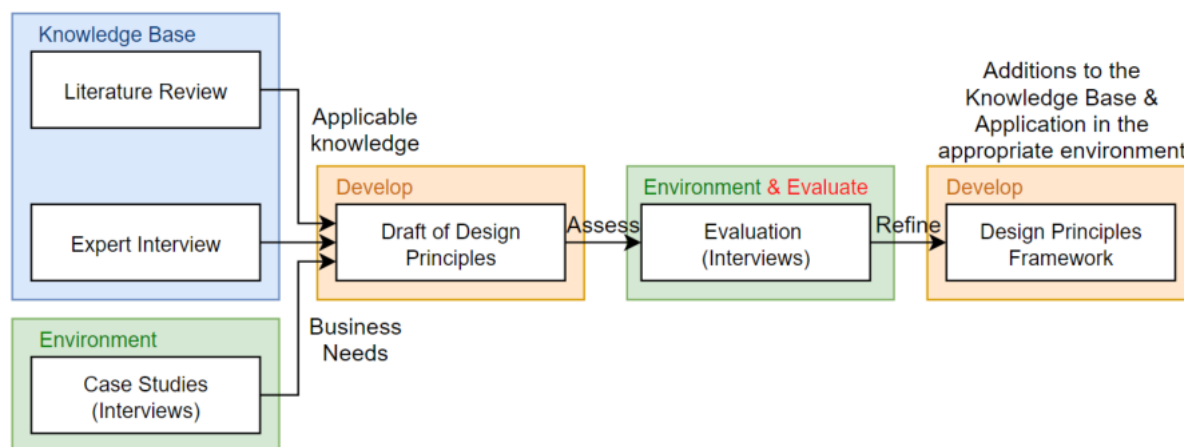 Knowledge Base
Literature Review
Expert Interview
Environment
Case Studies
(Interviews)
Applicable
knowledge
Business
Needs
Develop
Draft of Design
Principles
Assess
Environment & Evaluate
Evaluation
(Interviews)
Refine
Additions to the
Knowledge Base &
Application in the
appropriate environment
Develop
Design Principles
Framework